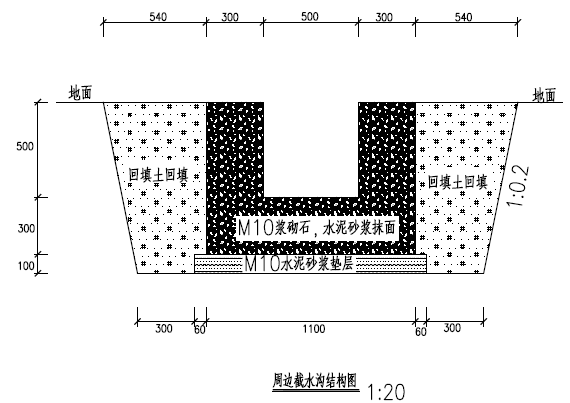 540 300 500 300 540
地面 地面
500
回填土回填 回填土回填
1:0.2
300
M10浆砌石，水泥砂浆抹面
100
M10水泥砂浆垫层
300 60 1100 60 300
周边截水沟结构图 1:20